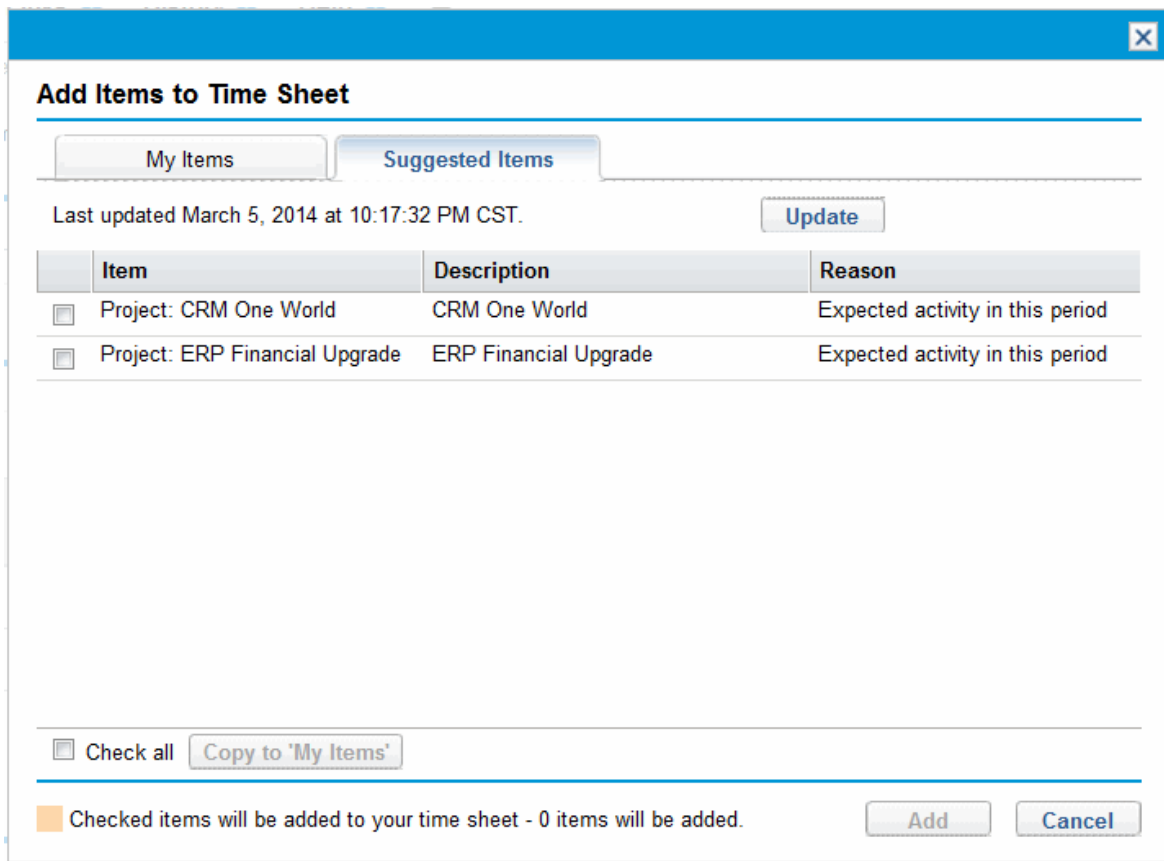 Add Items to Time Sheet
My Items Suggested Items
Last updated March 5, 2014 at 10:17:32 PM CST. Update
Item Description Reason
Project: CRM One World CRM One World Expected activity in this period
Project: ERP Financial Upgrade ERP Financial Upgrade Expected activity in this period
Check all Copy to 'My Items'
Checked items will be added to your time sheet - 0 items will be added. Add Cancel